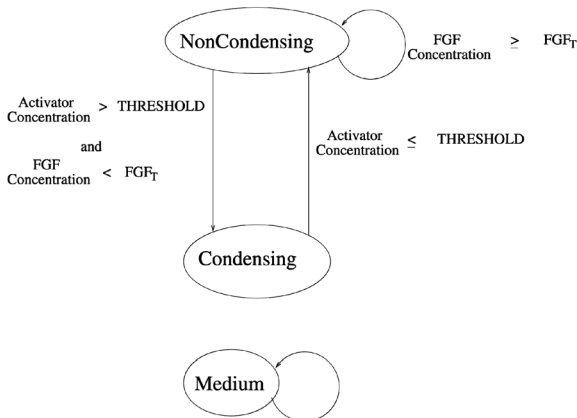 NonCondensing
FGF
Concentration ≥ FGF_T
Activator
Concentration > THRESHOLD
and
FGF
Concentration < FGF_T
Activator
Concentration ≤ THRESHOLD
Condensing
Medium